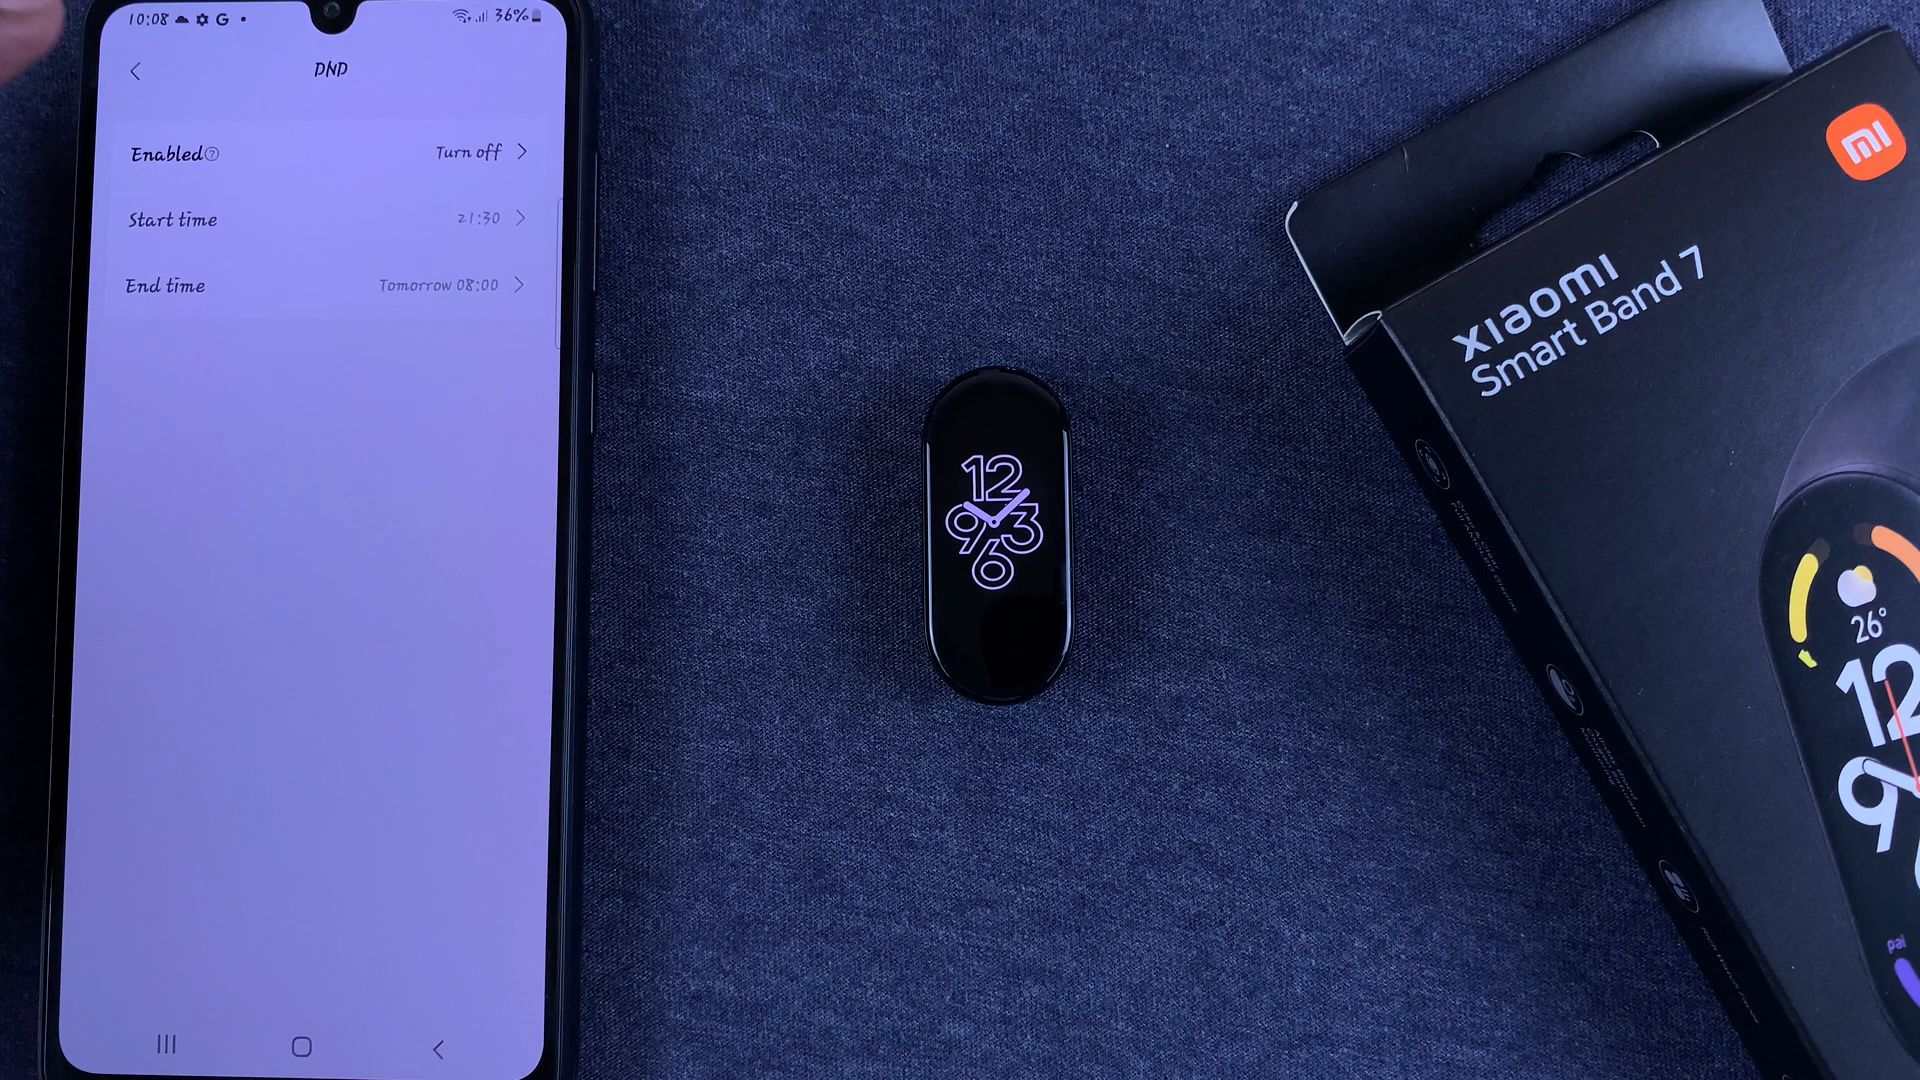 10:08 G
36%
DND
Enabled
Turn off
Start time
21:30
End time
Tomorrow 08:00
12
9 3
6
mi
xiaomi
Smart Band 7
26°
12
9
pai